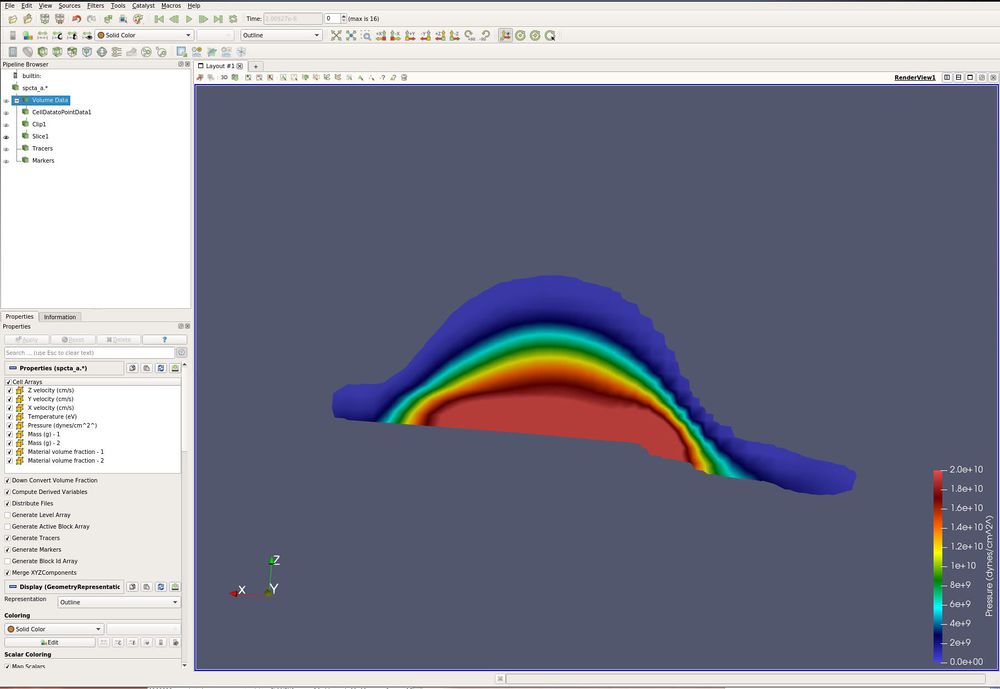 File Edit View Sources Filters Tools Catalyst Macros Help
Time: 0 (max is 16)
Solid Color Outline
Pipeline Browser
Layout #1
builtin:
3D RenderView1
spcta_a.*
Volume Data
CellDatatoPointData1
Clip1
Slice1
Tracers
Markers
Properties Information
Properties
Apply Reset Delete ?
Search ... (use Esc to clear text)
Properties (spcta_a.*)
Cell Arrays
Z velocity (cm/s)
Y velocity (cm/s)
X velocity (cm/s)
Temperature (eV)
Pressure (dynes/cm^2^)
Mass (g) - 1
Mass (g) - 2
Material volume fraction - 1
Material volume fraction - 2
Down Convert Volume Fraction
Compute Derived Variables
Distribute Files
Generate Level Array
Generate Active Block Array
Generate Tracers
Generate Markers
Generate Block Id Array
Merge XYZComponents
Display (GeometryRepresentatic
Representation Outline
Coloring
Solid Color
Edit
Scalar Coloring
Map Scalars
Z
X
Y
2.0e+10
1.8e+10
1.6e+10
1.4e+10
1.2e+10
1e+10
8e+9
6e+9
4e+9
2e+9
0.0e+00
Pressure (dynes/cm^2^)